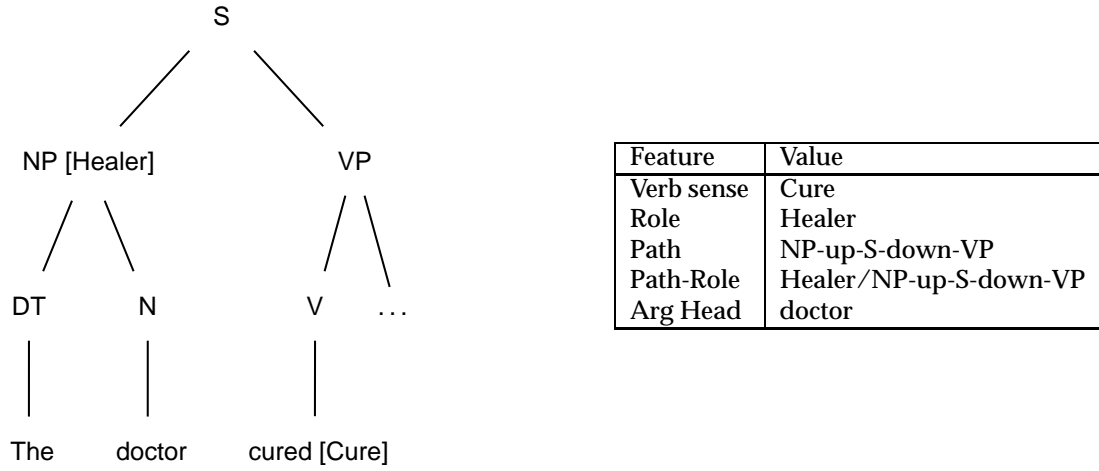 S
NP [Healer] VP
DT N V ...
The doctor cured [Cure]
Feature Value
Verb sense Cure
Role Healer
Path NP-up-S-down-VP
Path-Role Healer/NP-up-S-down-VP
Arg Head doctor